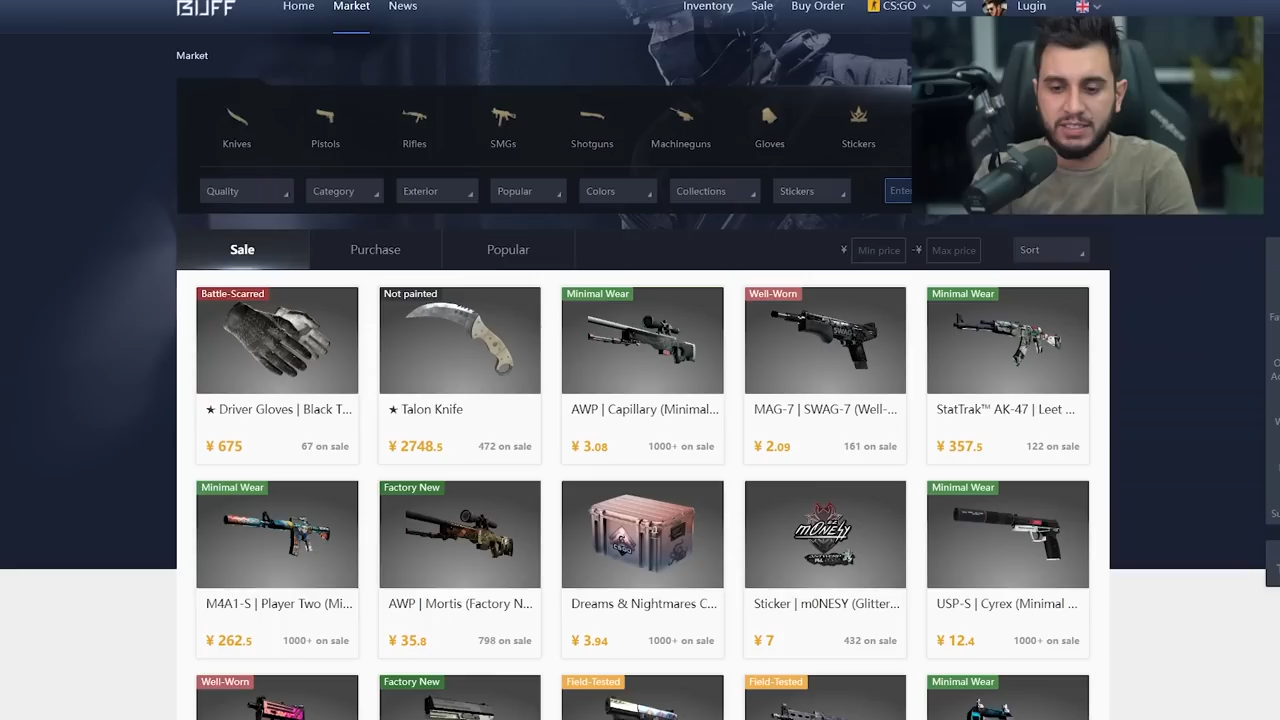 BUFF
Home Market News Inventory Sale Buy Order CS:GO Login
Market
Knives Pistols Rifles SMGs Shotguns Machineguns Gloves Stickers
Quality Category Exterior Popular Colors Collections Stickers
Sale Purchase Popular ¥ Min price -¥ Max price Sort
Battle-Scarred Not painted Minimal Wear Well-Worn Minimal Wear
SWAG
★ Driver Gloves | Black T... ★ Talon Knife AWP | Capillary (Minimal... MAG-7 | SWAG-7 (Well-... StatTrak™ AK-47 | Leet ...
¥ 675 67 on sale ¥ 2748.5 472 on sale ¥ 3.08 1000+ on sale ¥ 2.09 161 on sale ¥ 357.5 122 on sale
Minimal Wear Factory New Minimal Wear
m0NESY
M4A1-S | Player Two (Mi... AWP | Mortis (Factory N... Dreams & Nightmares C... Sticker | m0NESY (Glitter... USP-S | Cyrex (Minimal ...
¥ 262.5 1000+ on sale ¥ 35.8 798 on sale ¥ 3.94 1000+ on sale ¥ 7 432 on sale ¥ 12.4 1000+ on sale
Well-Worn Factory New Field-Tested Field-Tested Minimal Wear